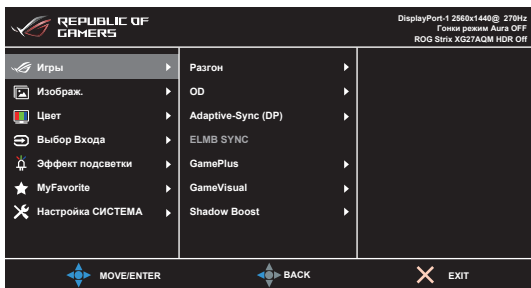 REPUBLIC OF
GAMERS
DisplayPort-1 2560x1440@ 270Hz
Гонки режим Aura OFF
ROG Strix XG27AQM HDR Off
Игры
Изображ.
Цвет
Выбор Входа
Эффект подсветки
MyFavorite
Настройка СИСТЕМА
Разгон
OD
Adaptive-Sync (DP)
ELMB SYNC
GamePlus
GameVisual
Shadow Boost
MOVE/ENTER
BACK
EXIT